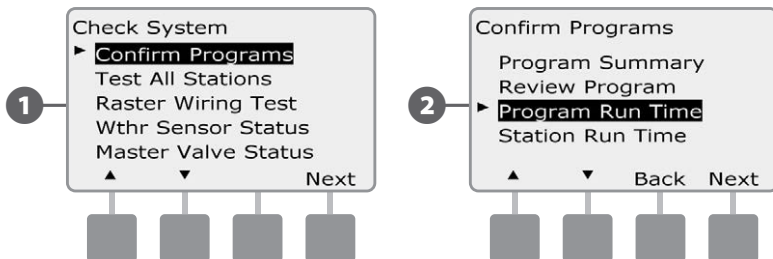 1
Check System
Confirm Programs
Test All Stations
Raster Wiring Test
Wthr Sensor Status
Master Valve Status
Next
2
Confirm Programs
Program Summary
Review Program
Program Run Time
Station Run Time
Back Next